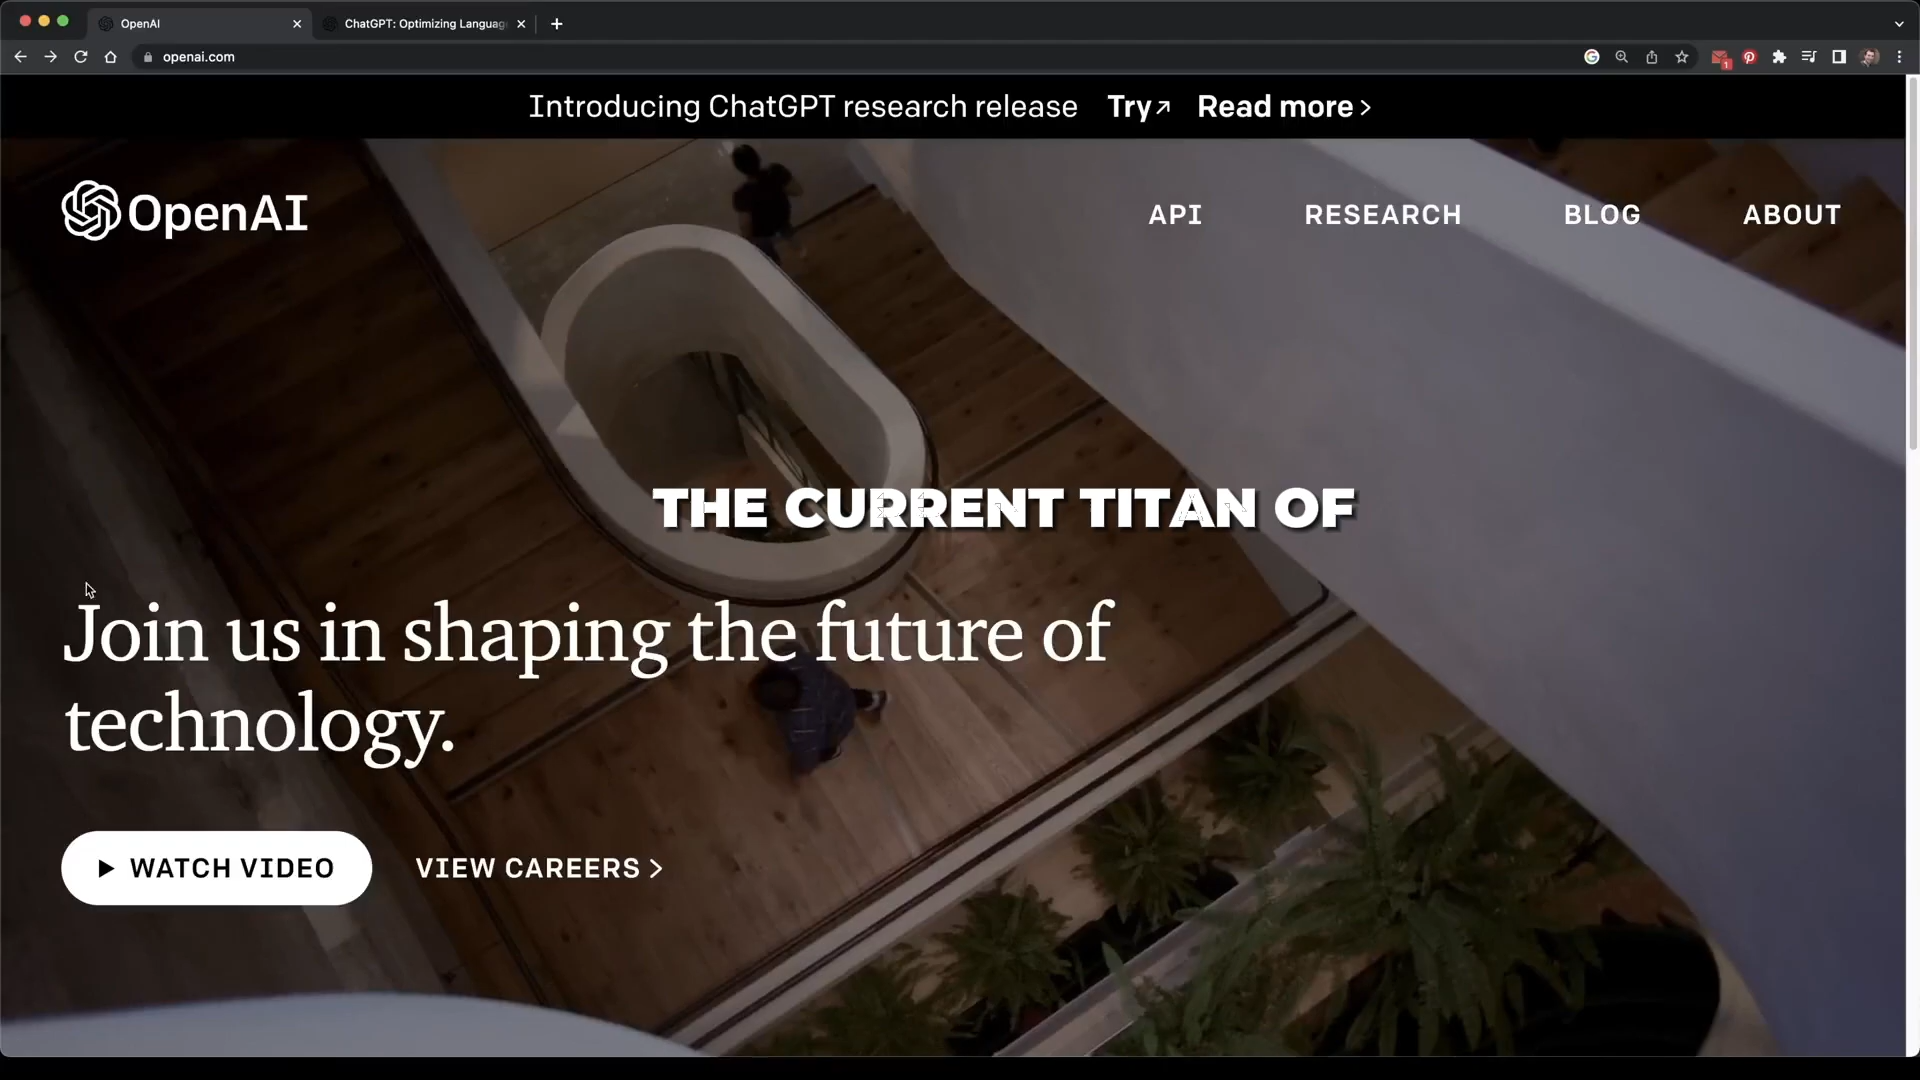 OpenAI
ChatGPT: Optimizing Languag
openai.com
1
Introducing ChatGPT research release Try↗ Read more >
OpenAI
API RESEARCH BLOG ABOUT
THE CURRENT TITAN OF
Join us in shaping the future of
technology.
WATCH VIDEO VIEW CAREERS >